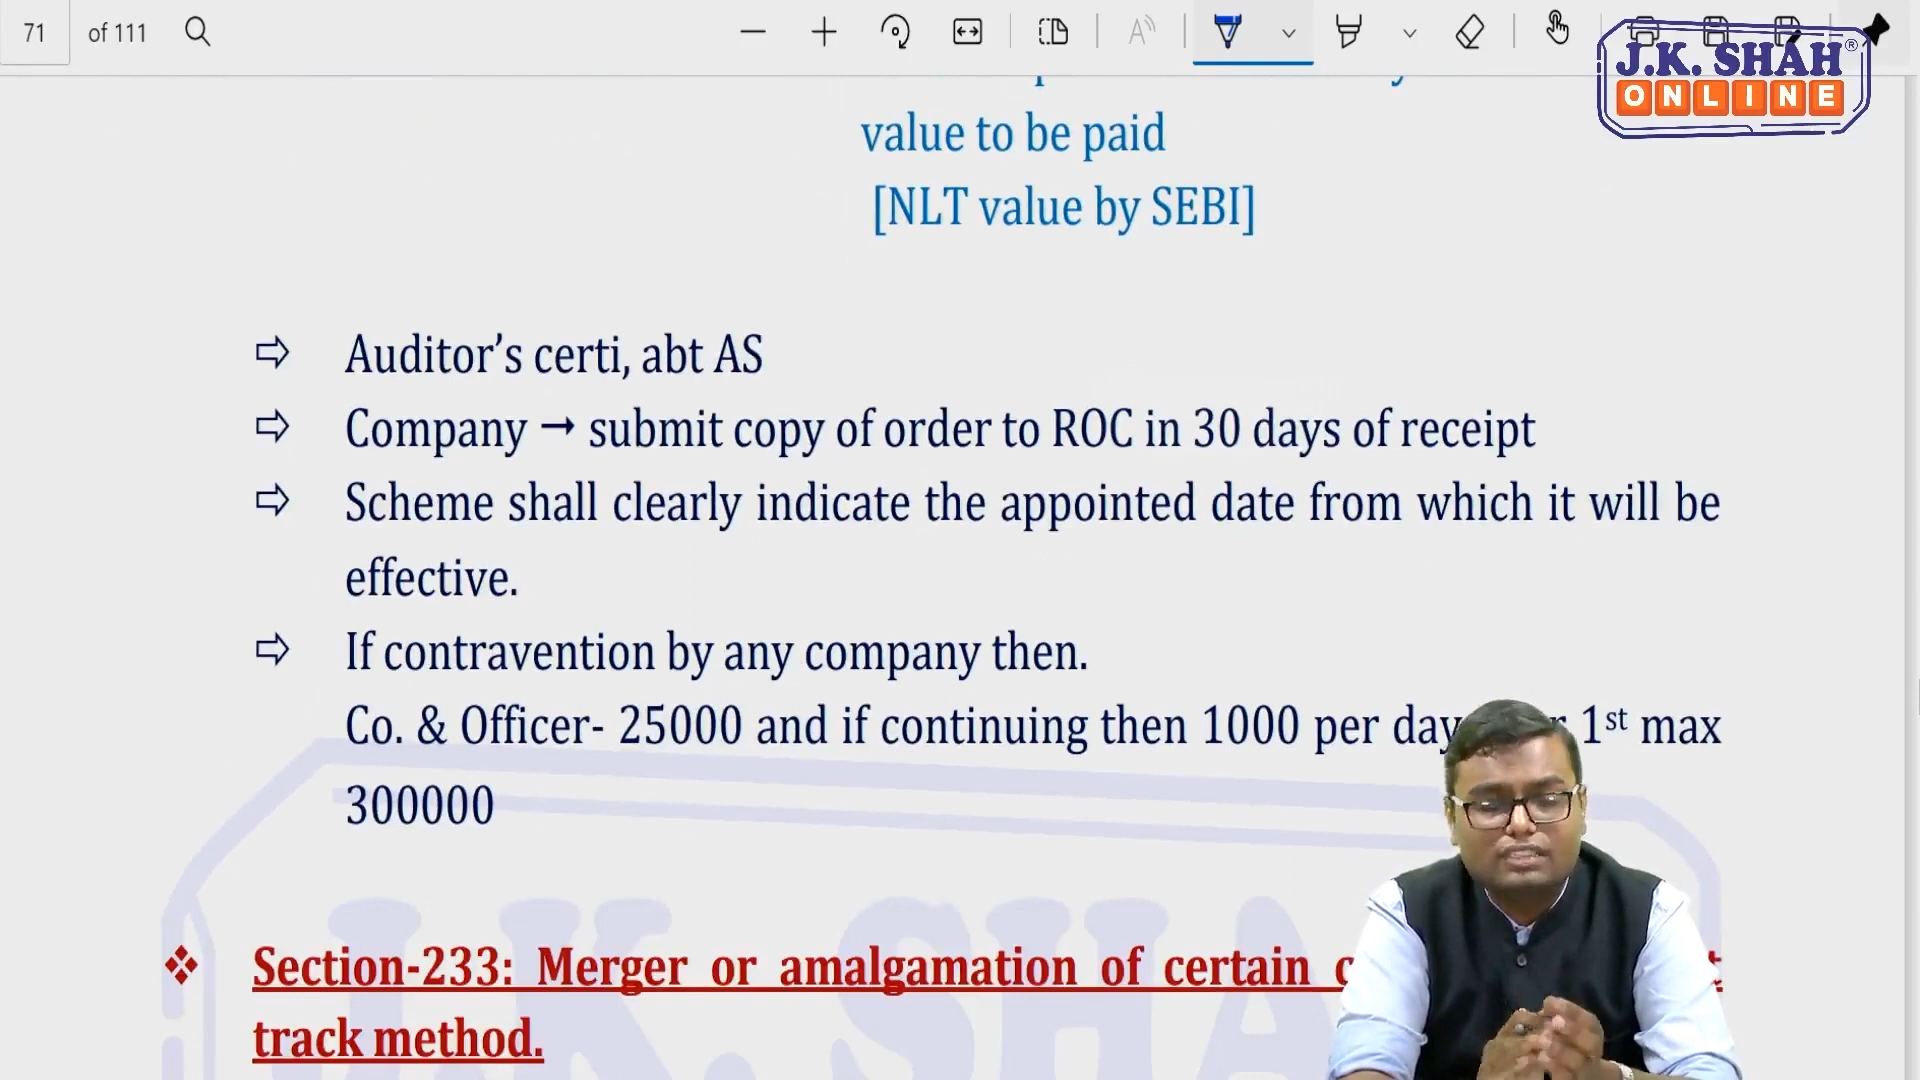 71 of 111
J.K. SHAH®
ONLINE
value to be paid
[NLT value by SEBI]
⇨ Auditor’s certi, abt AS
⇨ Company → submit copy of order to ROC in 30 days of receipt
⇨ Scheme shall clearly indicate the appointed date from which it will be
effective.
⇨ If contravention by any company then.
Co. & Officer- 25000 and if continuing then 1000 per day 1st max
300000
❖ Section-233: Merger or amalgamation of certain
track method.
J.K. SHA